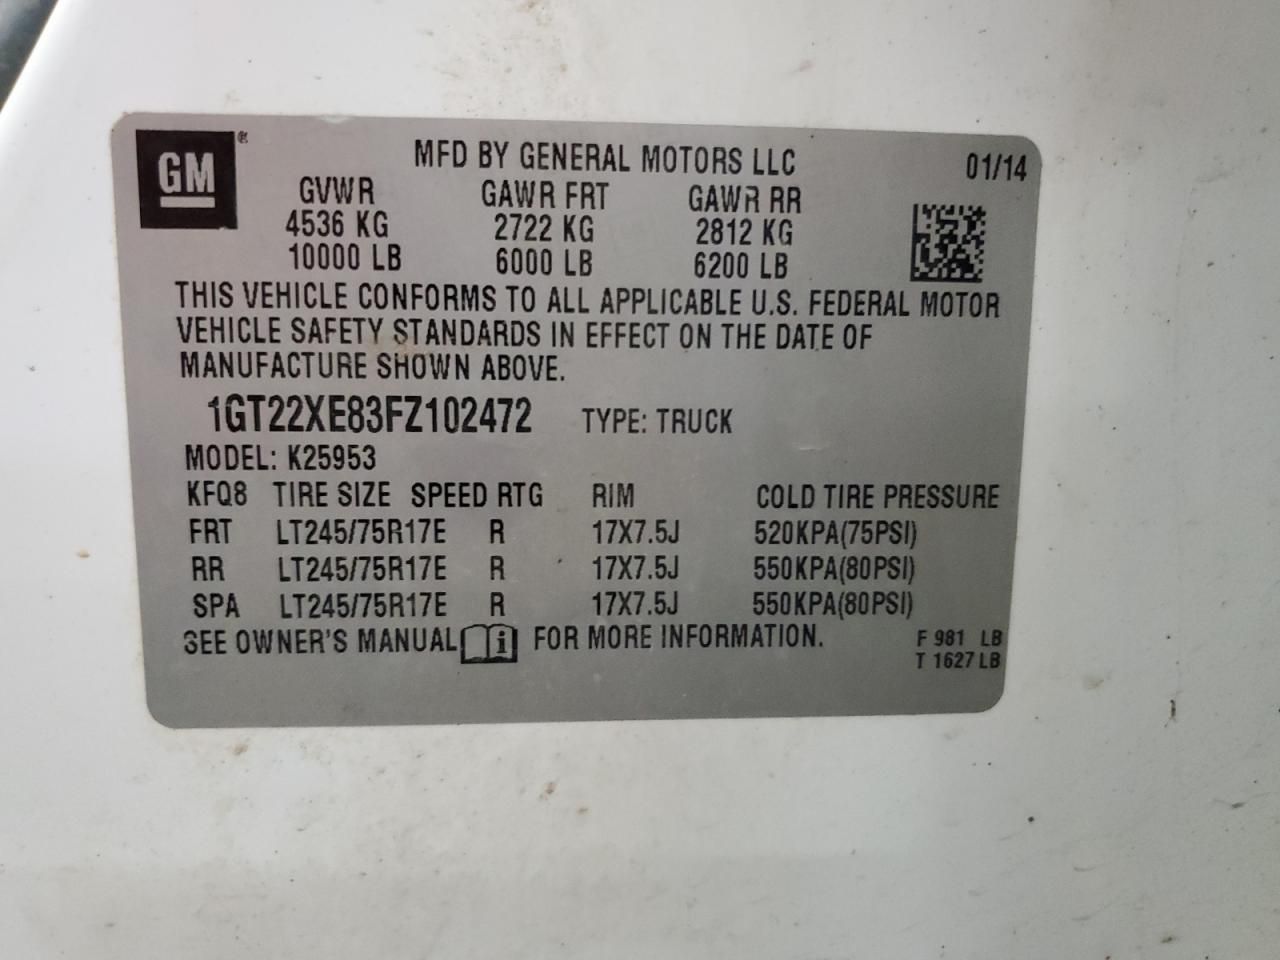 GM®
MFD BY GENERAL MOTORS LLC 01/14
GVWR GAWR FRT GAWR RR
4536 KG 2722 KG 2812 KG
10000 LB 6000 LB 6200 LB
THIS VEHICLE CONFORMS TO ALL APPLICABLE U.S. FEDERAL MOTOR
VEHICLE SAFETY STANDARDS IN EFFECT ON THE DATE OF
MANUFACTURE SHOWN ABOVE.
1GT22XE83FZ102472 TYPE: TRUCK
MODEL: K25953
KFQ8 TIRE SIZE SPEED RTG RIM COLD TIRE PRESSURE
FRT LT245/75R17E R 17X7.5J 520KPA(75PSI)
RR LT245/75R17E R 17X7.5J 550KPA(80PSI)
SPA LT245/75R17E R 17X7.5J 550KPA(80PSI)
SEE OWNER'S MANUAL i FOR MORE INFORMATION.
F 981 LB
T 1627 LB